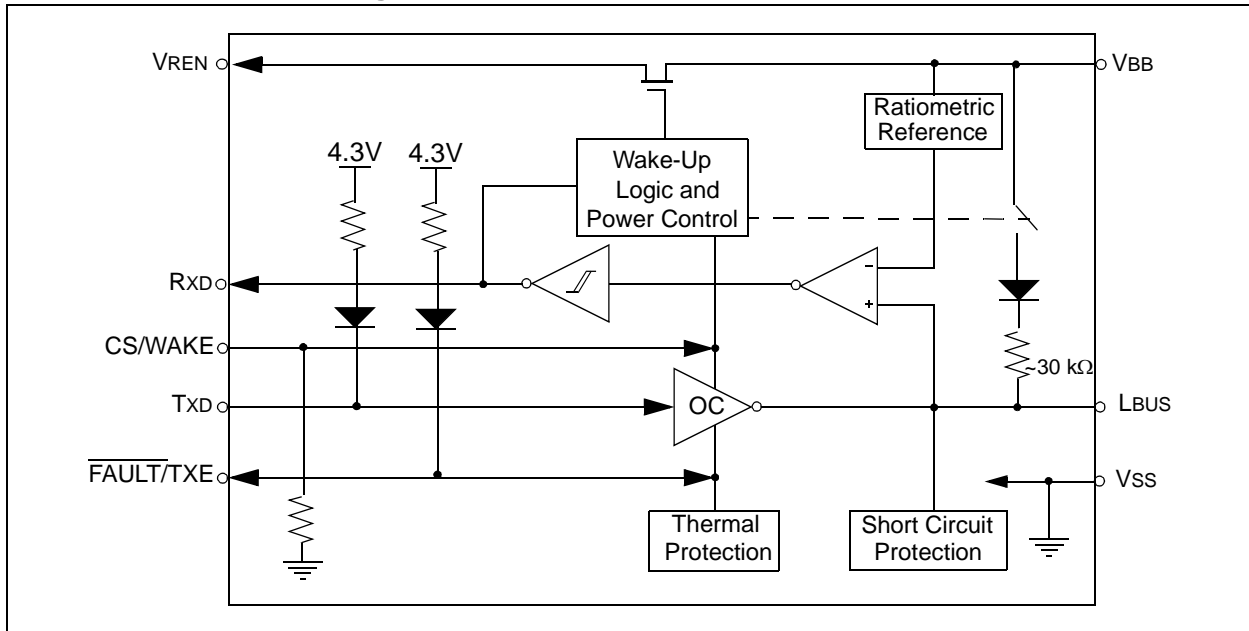 VREN
VBB
Ratiometric
Reference
4.3V
4.3V
Wake-Up
Logic and
Power Control
RXD
-
+
CS/WAKE
~30 kΩ
TXD
OC
LBUS
FAULT/TXE
VSS
Thermal
Protection
Short Circuit
Protection